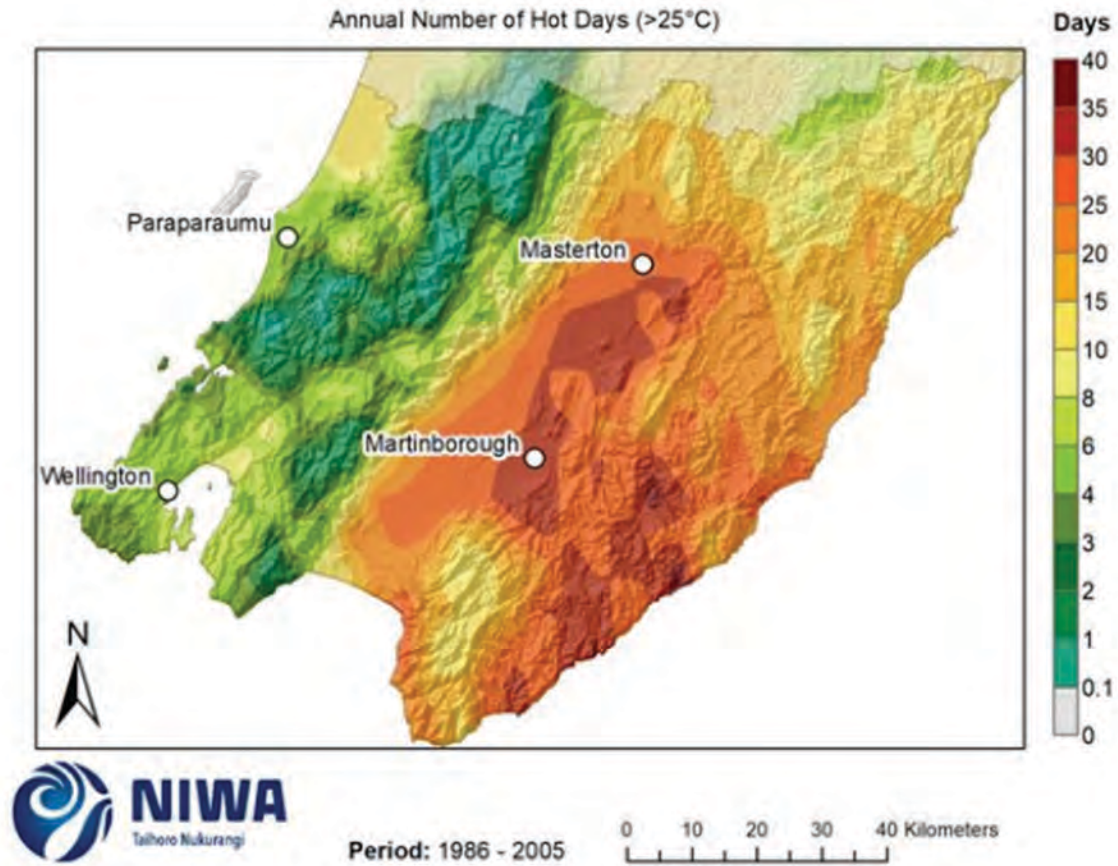 Annual Number of Hot Days (>25°C)
Days
40
35
30
25
20
15
10
8
6
4
3
2
1
0.1
0
Paraparaumu
Masterton
Martinborough
Wellington
N
NIWA
Taihoro Nukurangi
Period: 1986 - 2005
0 10 20 30 40 Kilometers